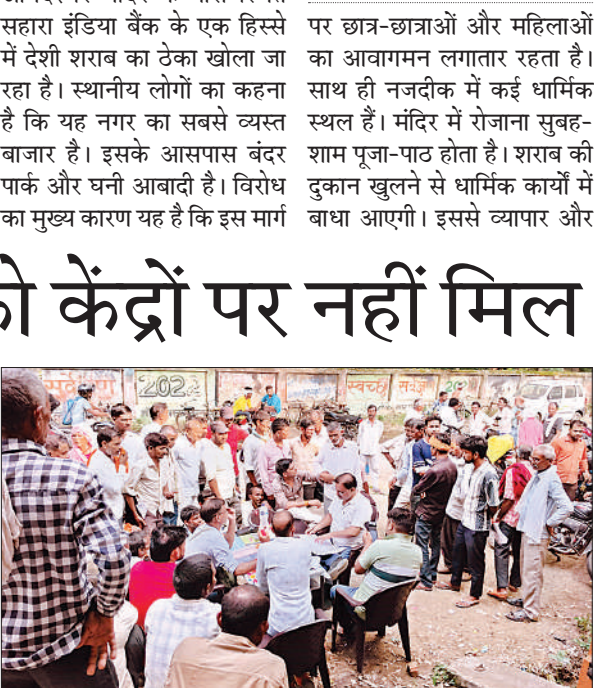 सहारा इंडिया बैंक के एक हिस्से
में देशी शराब का ठेका खोला जा
रहा है। स्थानीय लोगों का कहना
है कि यह नगर का सबसे व्यस्त
बाजार है। इसके आसपास बंदर
पार्क और घनी आबादी है। विरोध
का मुख्य कारण यह है कि इस मार्ग
पर छात्र-छात्राओं और महिलाओं
का आवागमन लगातार रहता है।
साथ ही नजदीक में कई धार्मिक
स्थल हैं। मंदिर में रोजाना सुबह-
शाम पूजा-पाठ होता है। शराब की
दुकान खुलने से धार्मिक कार्यों में
बाधा आएगी। इससे व्यापार और
केंद्रों पर नहीं मिल
स्वच्छ